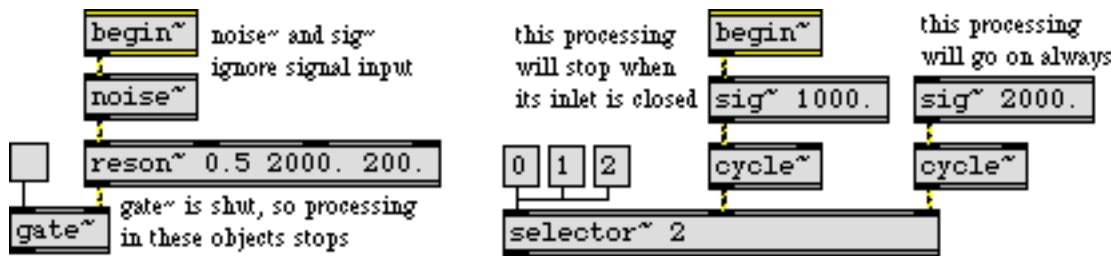 begin~
noise~ and sig~
ignore signal input
noise~
reson~ 0.5 2000. 200.
gate~ is shut, so processing
in these objects stops
gate~
this processing
will stop when
its inlet is closed
begin~
sig~ 1000.
cycle~
this processing
will go on always
sig~ 2000.
cycle~
0 1 2
selector~ 2